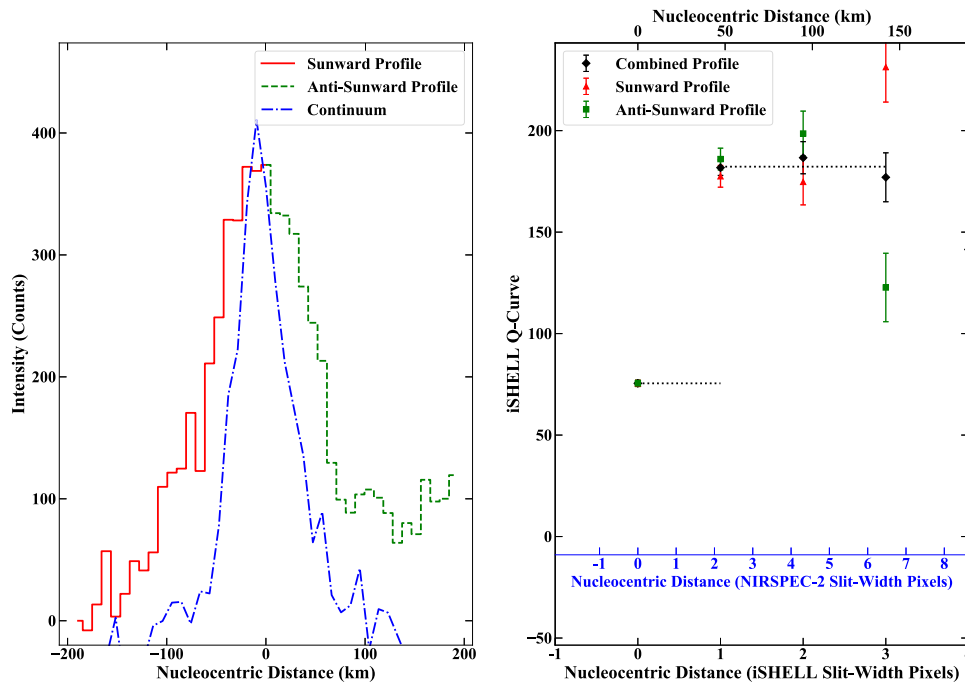 Sunward Profile
Anti-Sunward Profile
Continuum
Intensity (Counts)
400
300
200
100
0
−200
−100
0
100
200
Nucleocentric Distance (km)
Nucleocentric Distance (km)
0
50
100
150
Combined Profile
Sunward Profile
Anti-Sunward Profile
iSHELL Q-Curve
200
150
100
50
0
−50
-1
0
1
2
3
4
5
6
7
8
Nucleocentric Distance (NIRSPEC-2 Slit-Width Pixels)
-1
0
1
2
3
Nucleocentric Distance (iSHELL Slit-Width Pixels)